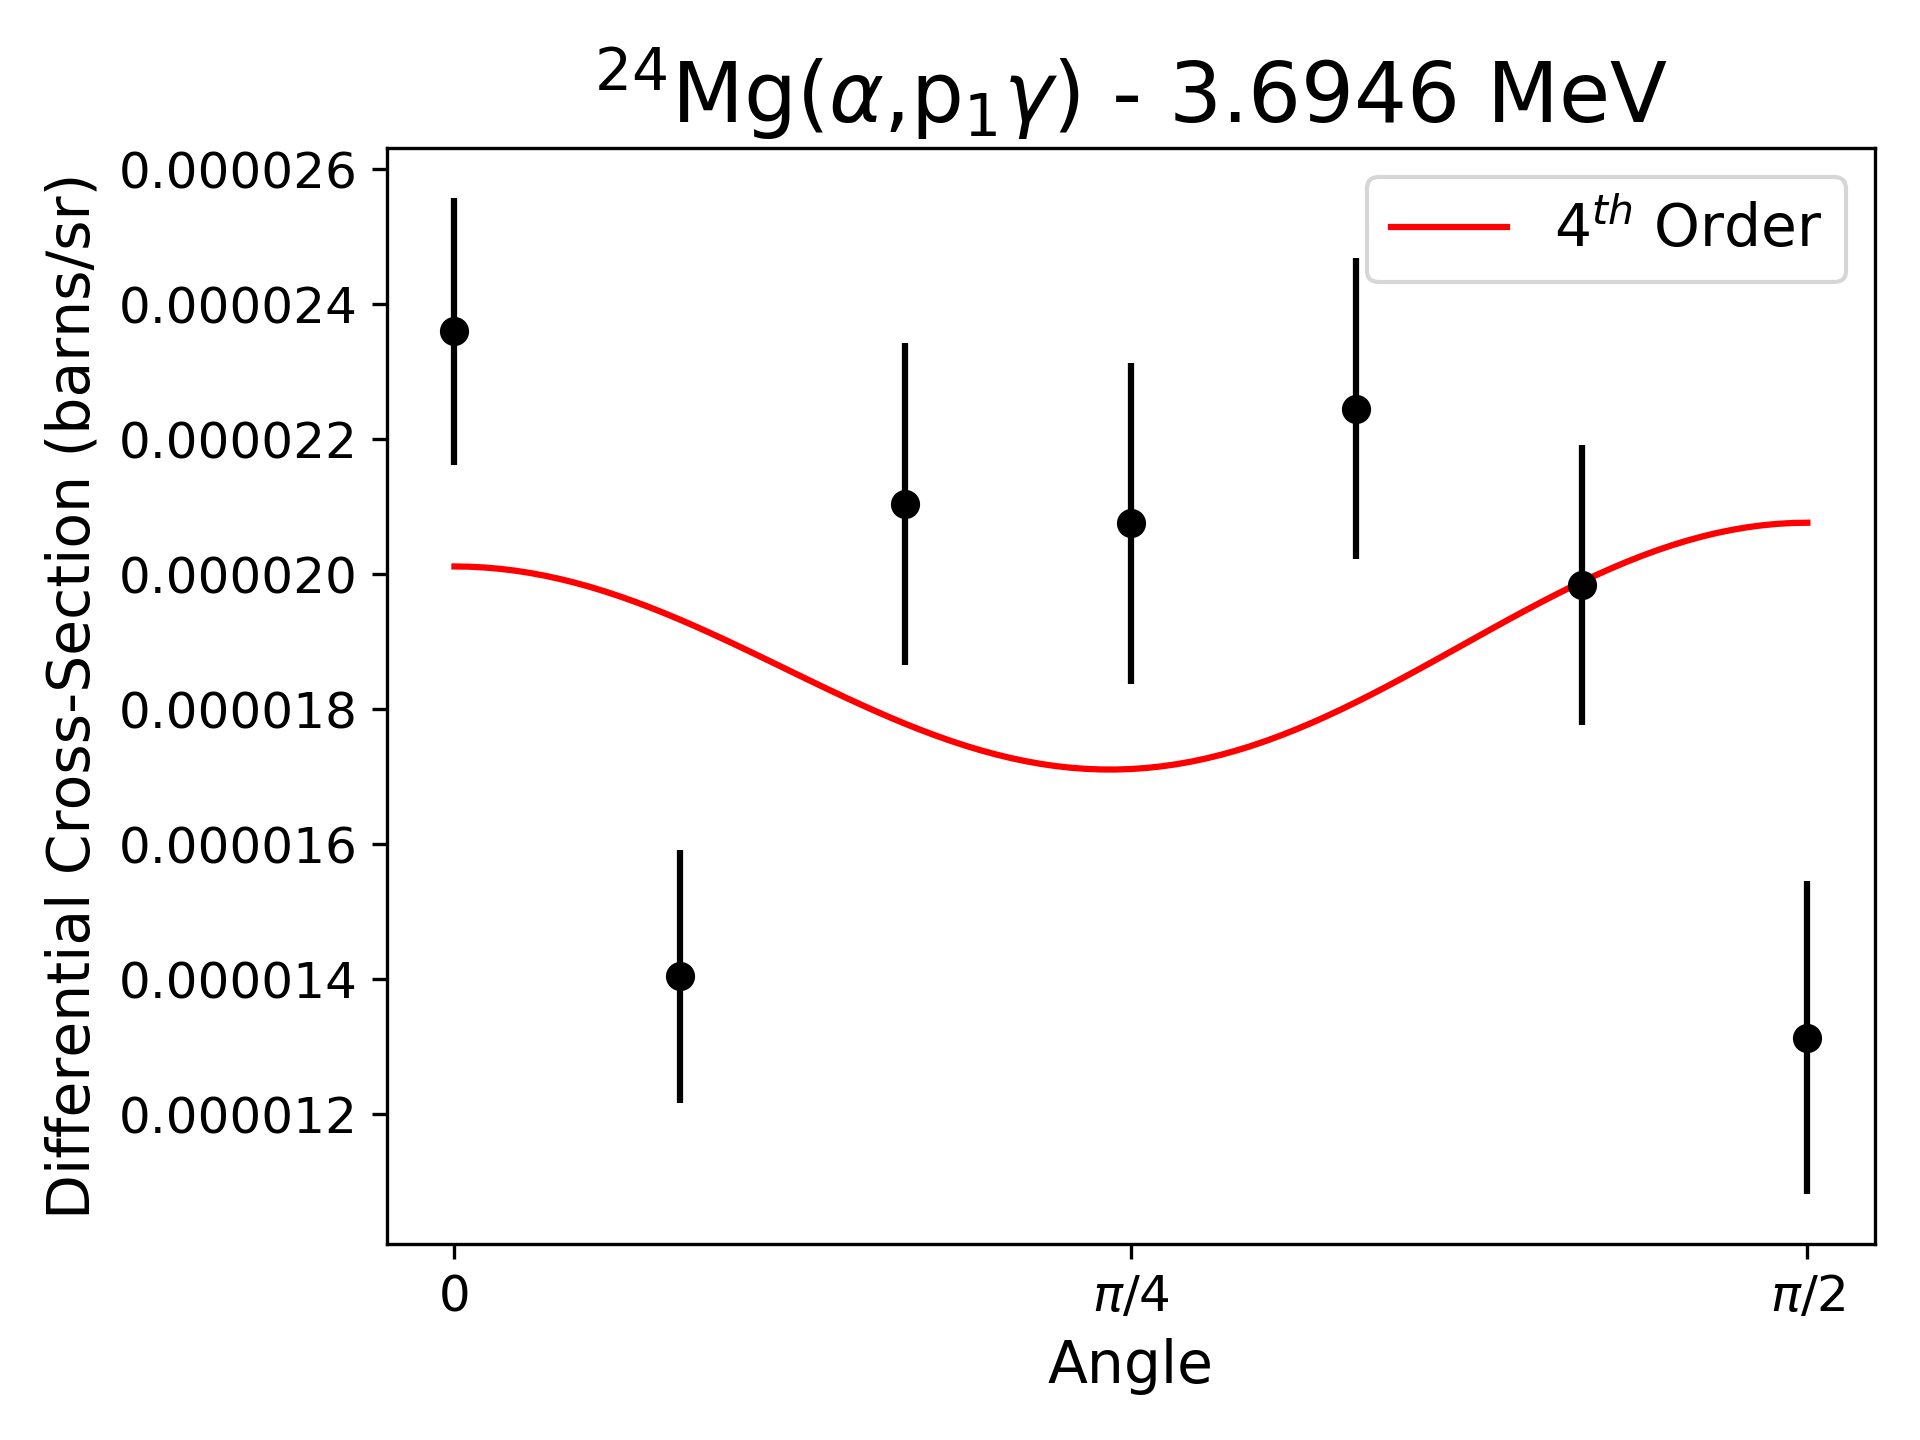 ²⁴Mg(α,p₁γ) - 3.6946 MeV
4ᵗʰ Order
Differential Cross-Section (barns/sr)
0.000026
0.000024
0.000022
0.000020
0.000018
0.000016
0.000014
0.000012
0
π/4
π/2
Angle